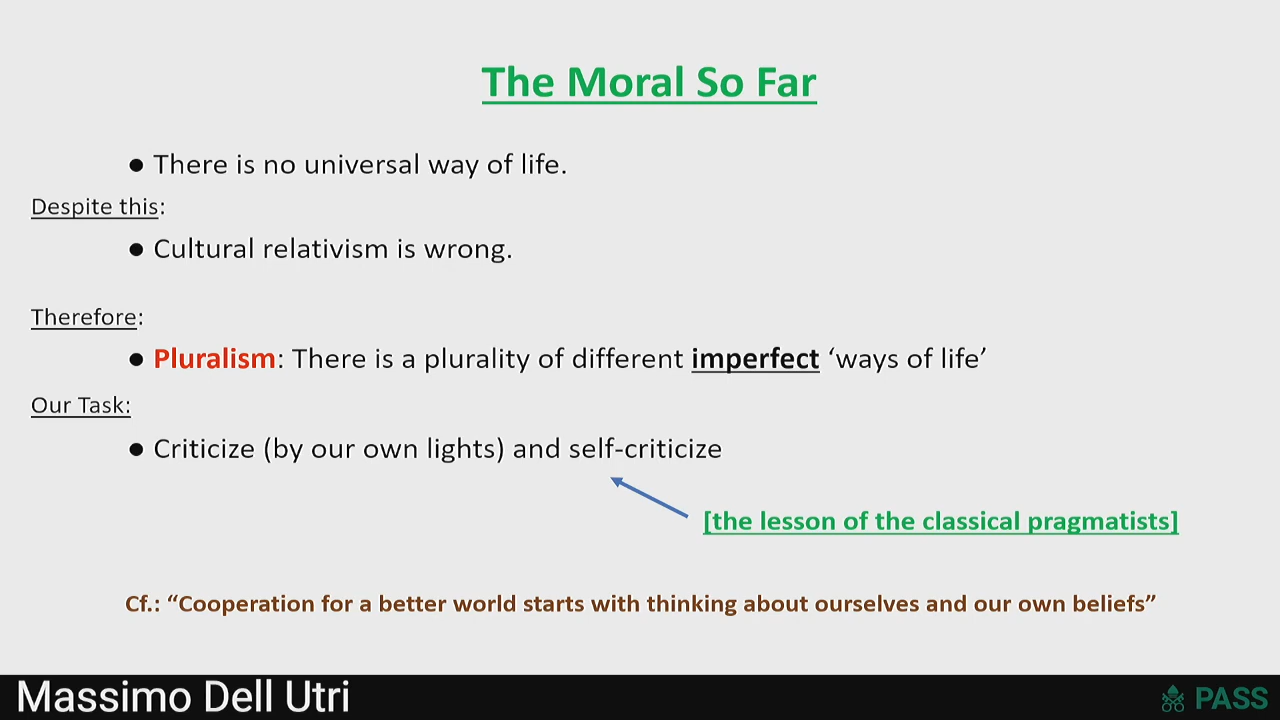 The Moral So Far
● There is no universal way of life.
Despite this:
● Cultural relativism is wrong.
Therefore:
● Pluralism: There is a plurality of different imperfect ‘ways of life’
Our Task:
● Criticize (by our own lights) and self-criticize
[the lesson of the classical pragmatists]
Cf.: “Cooperation for a better world starts with thinking about ourselves and our own beliefs”
Massimo Dell Utri
PASS